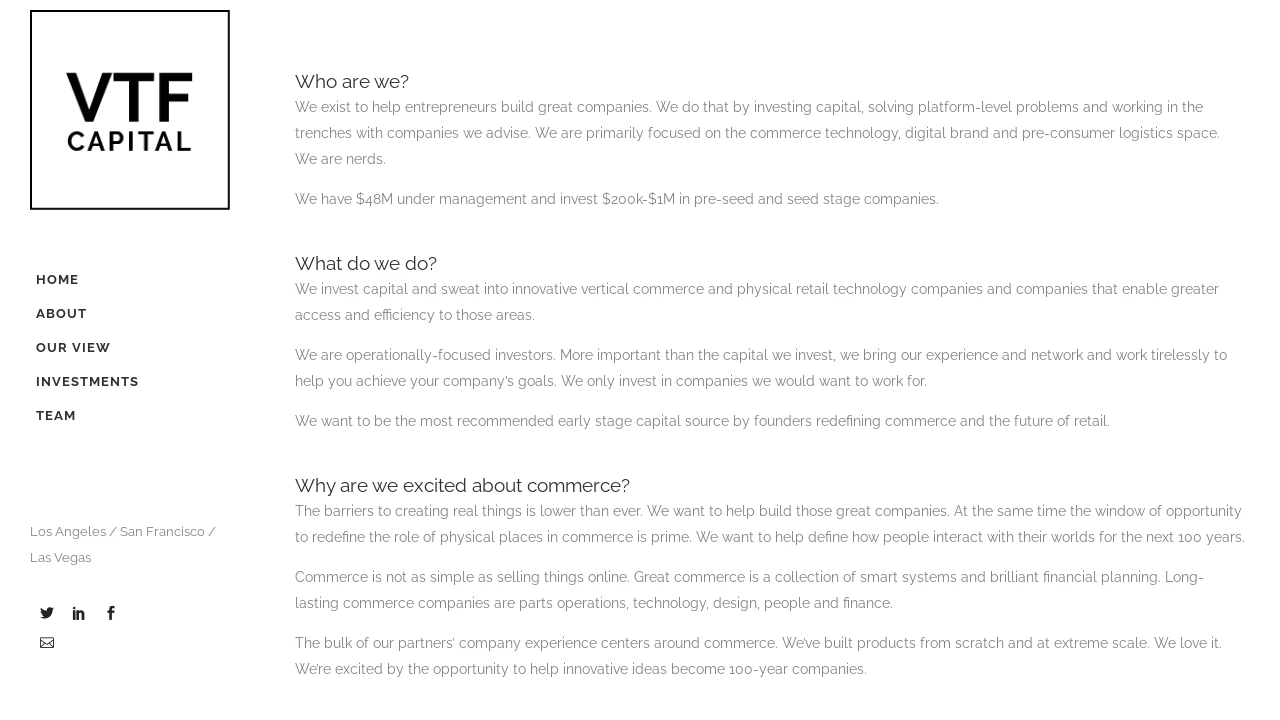 VTF
CAPITAL
HOME
ABOUT
OUR VIEW
INVESTMENTS
TEAM
Los Angeles / San Francisco /
Las Vegas
Who are we?
We exist to help entrepreneurs build great companies. We do that by investing capital, solving platform-level problems and working in the
trenches with companies we advise. We are primarily focused on the commerce technology, digital brand and pre-consumer logistics space.
We are nerds.
We have $48M under management and invest $200k-$1M in pre-seed and seed stage companies.
What do we do?
We invest capital and sweat into innovative vertical commerce and physical retail technology companies and companies that enable greater
access and efficiency to those areas.
We are operationally-focused investors. More important than the capital we invest, we bring our experience and network and work tirelessly to
help you achieve your company's goals. We only invest in companies we would want to work for.
We want to be the most recommended early stage capital source by founders redefining commerce and the future of retail.
Why are we excited about commerce?
The barriers to creating real things is lower than ever. We want to help build those great companies. At the same time the window of opportunity
to redefine the role of physical places in commerce is prime. We want to help define how people interact with their worlds for the next 100 years.
Commerce is not as simple as selling things online. Great commerce is a collection of smart systems and brilliant financial planning. Long-
lasting commerce companies are parts operations, technology, design, people and finance.
The bulk of our partners' company experience centers around commerce. We've built products from scratch and at extreme scale. We love it.
We're excited by the opportunity to help innovative ideas become 100-year companies.